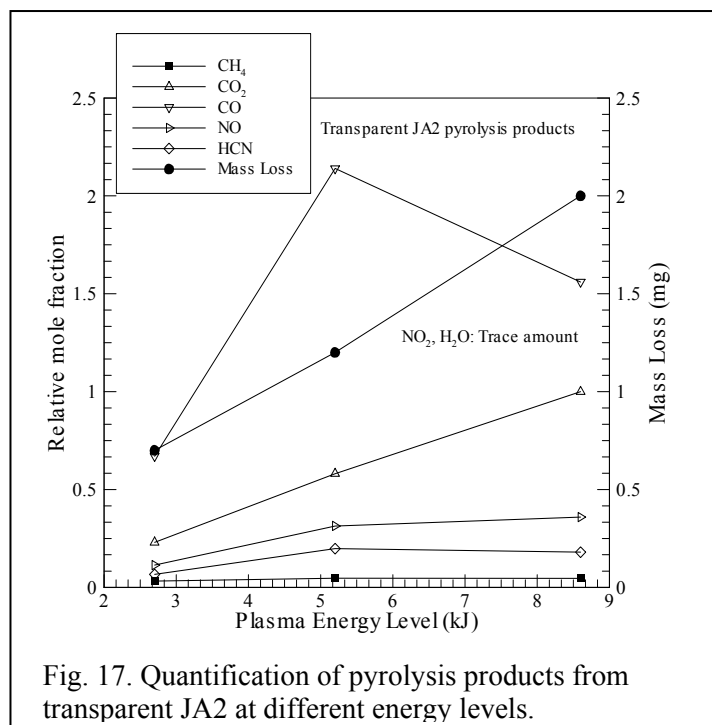 CH₄
CO₂
CO
NO
HCN
Mass Loss
Transparent JA2 pyrolysis products
NO₂, H₂O: Trace amount
2.5
2
1.5
1
0.5
0
Relative mole fraction
2.5
2
1.5
1
0.5
0
Mass Loss (mg)
2 3 4 5 6 7 8 9
Plasma Energy Level (kJ)
Fig. 17. Quantification of pyrolysis products from
transparent JA2 at different energy levels.